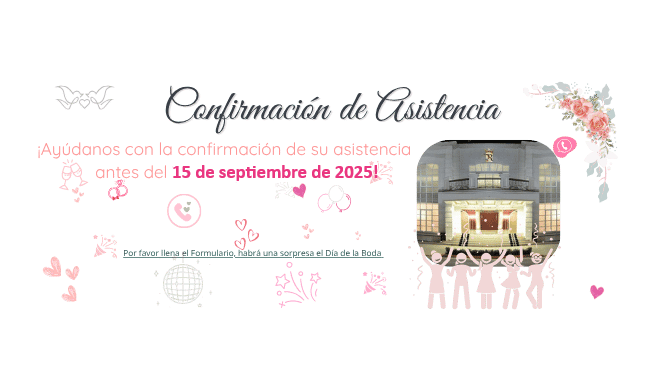 Confirmación de Asistencia
¡Ayúdanos con la confirmación de su asistencia
antes del 15 de septiembre de 2025!
Por favor llena el Formulario, habrá una sorpresa el Día de la Boda